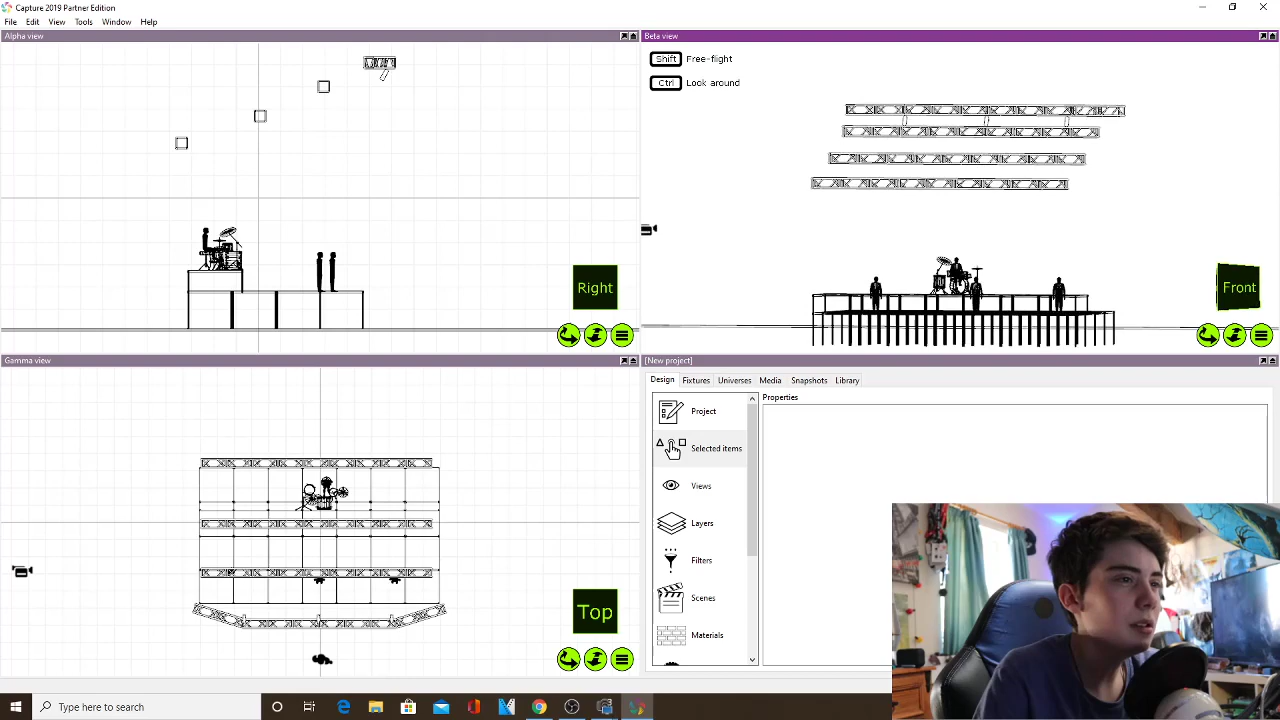 Capture 2019 Partner Edition
File Edit View Tools Window Help
Alpha view
Right
Beta view
Shift Free-flight
Ctrl Look around
Front
Gamma view
Top
[New project]
Design Fixtures Universes Media Snapshots Library
Project
Selected items
Views
Layers
Filters
Scenes
Materials
Properties
Type here to search